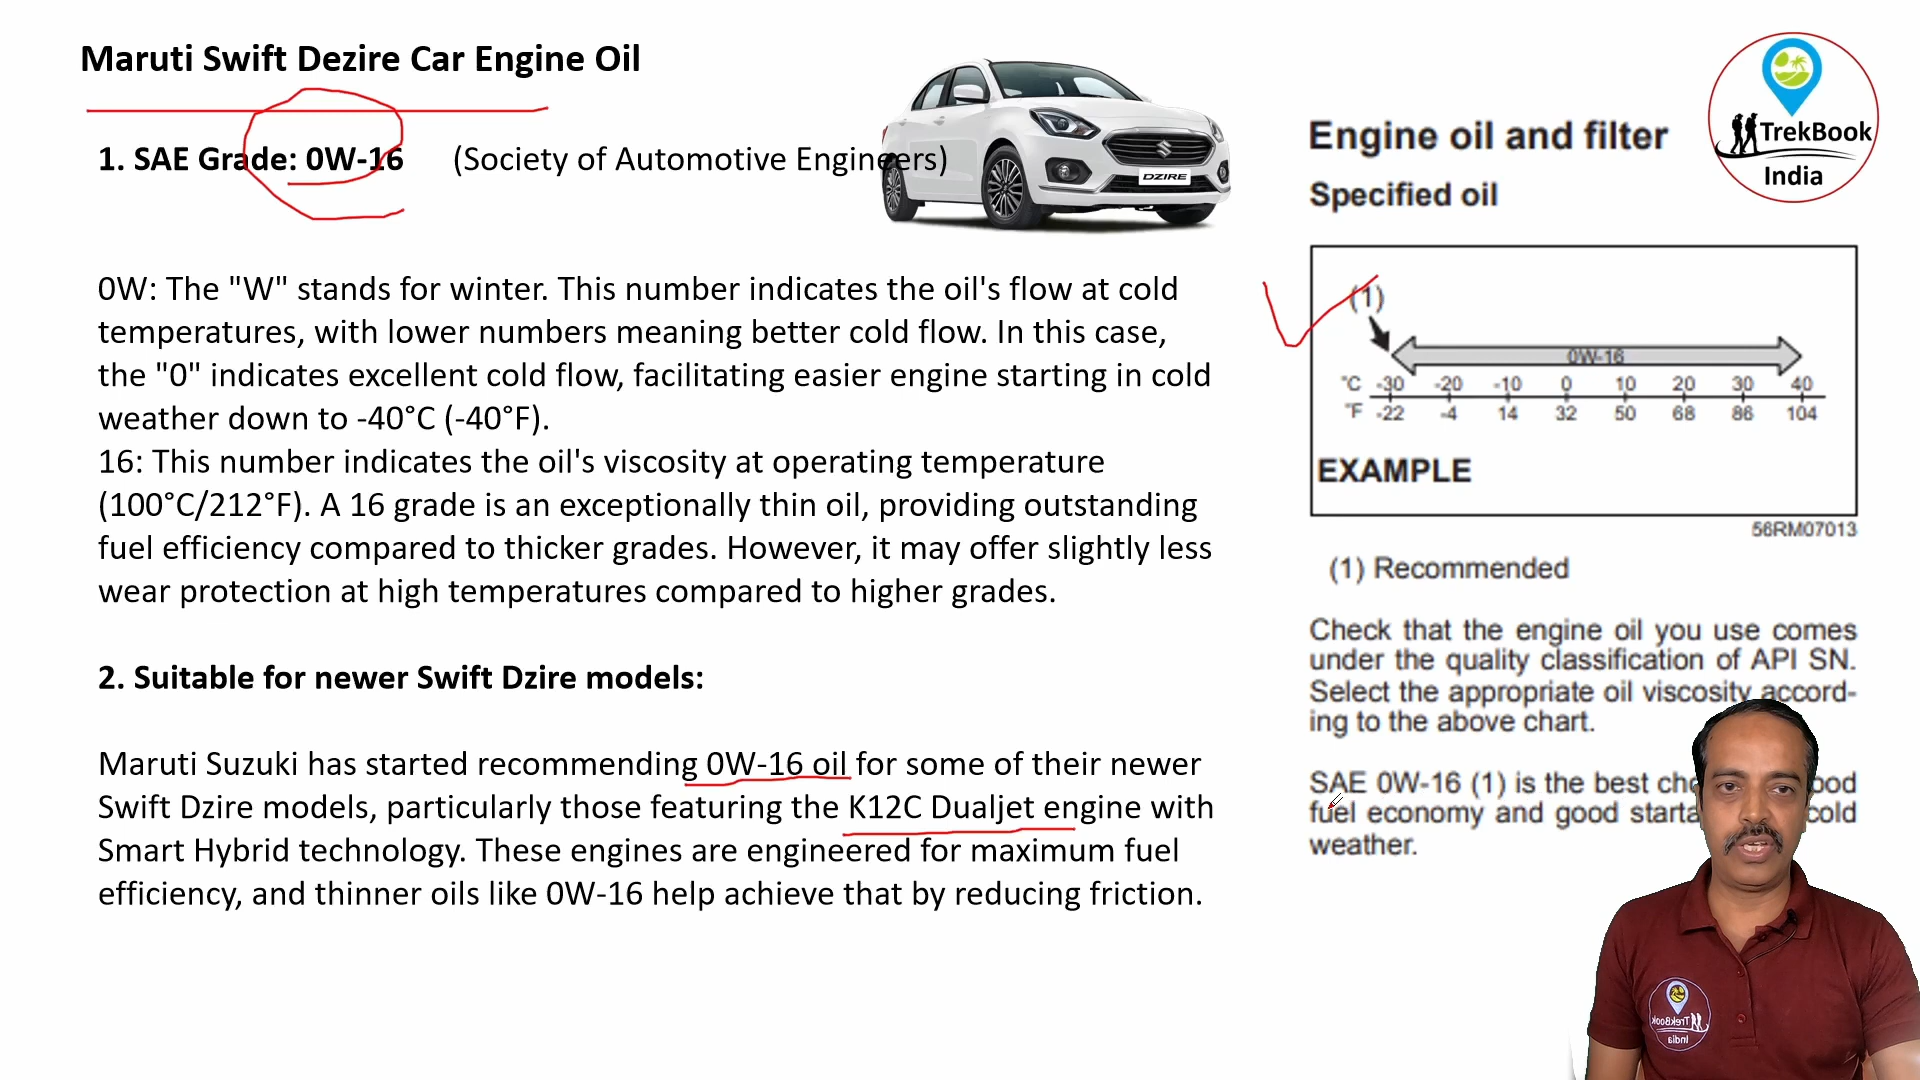 Maruti Swift Dezire Car Engine Oil
1. SAE Grade: 0W-16 (Society of Automotive Engineers)
0W: The "W" stands for winter. This number indicates the oil's flow at cold
temperatures, with lower numbers meaning better cold flow. In this case,
the "0" indicates excellent cold flow, facilitating easier engine starting in cold
weather down to -40°C (-40°F).
16: This number indicates the oil's viscosity at operating temperature
(100°C/212°F). A 16 grade is an exceptionally thin oil, providing outstanding
fuel efficiency compared to thicker grades. However, it may offer slightly less
wear protection at high temperatures compared to higher grades.
2. Suitable for newer Swift Dzire models:
Maruti Suzuki has started recommending 0W-16 oil for some of their newer
Swift Dzire models, particularly those featuring the K12C Dualjet engine with
Smart Hybrid technology. These engines are engineered for maximum fuel
efficiency, and thinner oils like 0W-16 help achieve that by reducing friction.
DZIRE
TrekBook
India
Engine oil and filter
Specified oil
(1)
0W-16
°C -30 -20 -10 0 10 20 30 40
°F -22 -4 14 32 50 68 86 104
EXAMPLE
56RM07013
(1) Recommended
Check that the engine oil you use comes
under the quality classification of API SN.
Select the appropriate oil viscosity accord-
ing to the above chart.
SAE 0W-16 (1) is the best
fuel economy and good cold
weather.
TrekBook
India